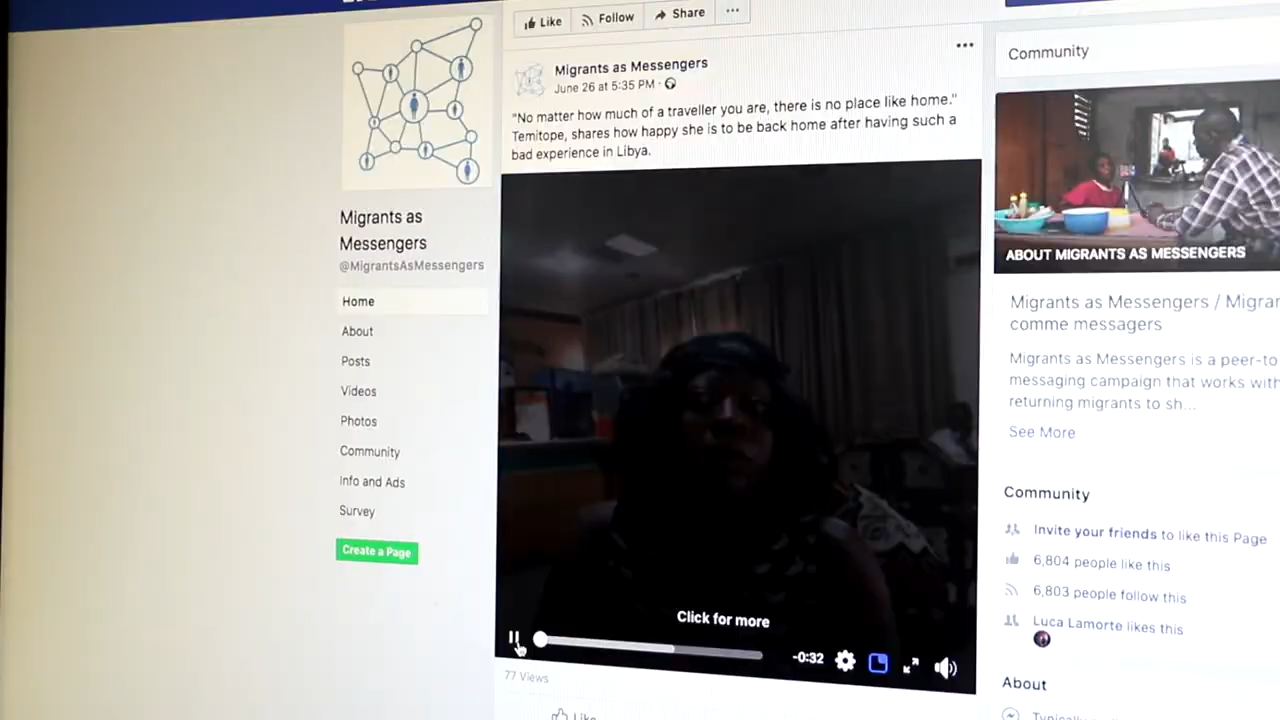 Like
Follow
Share
Migrants as
Messengers
@MigrantsAsMessengers
Home
About
Posts
Videos
Photos
Community
Info and Ads
Survey
Create a Page
Migrants as Messengers
June 26 at 5:35 PM
"No matter how much of a traveller you are, there is no place like home."
Temitope, shares how happy she is to be back home after having such a
bad experience in Libya.
Click for more
-0:32
77 Views
Like
Community
ABOUT MIGRANTS AS MESSENGERS
Migrants as Messengers / Migran
comme messagers
Migrants as Messengers is a peer-to
messaging campaign that works with
returning migrants to sh...
See More
Community
Invite your friends to like this Page
6,804 people like this
6,803 people follow this
Luca Lamorte likes this
About